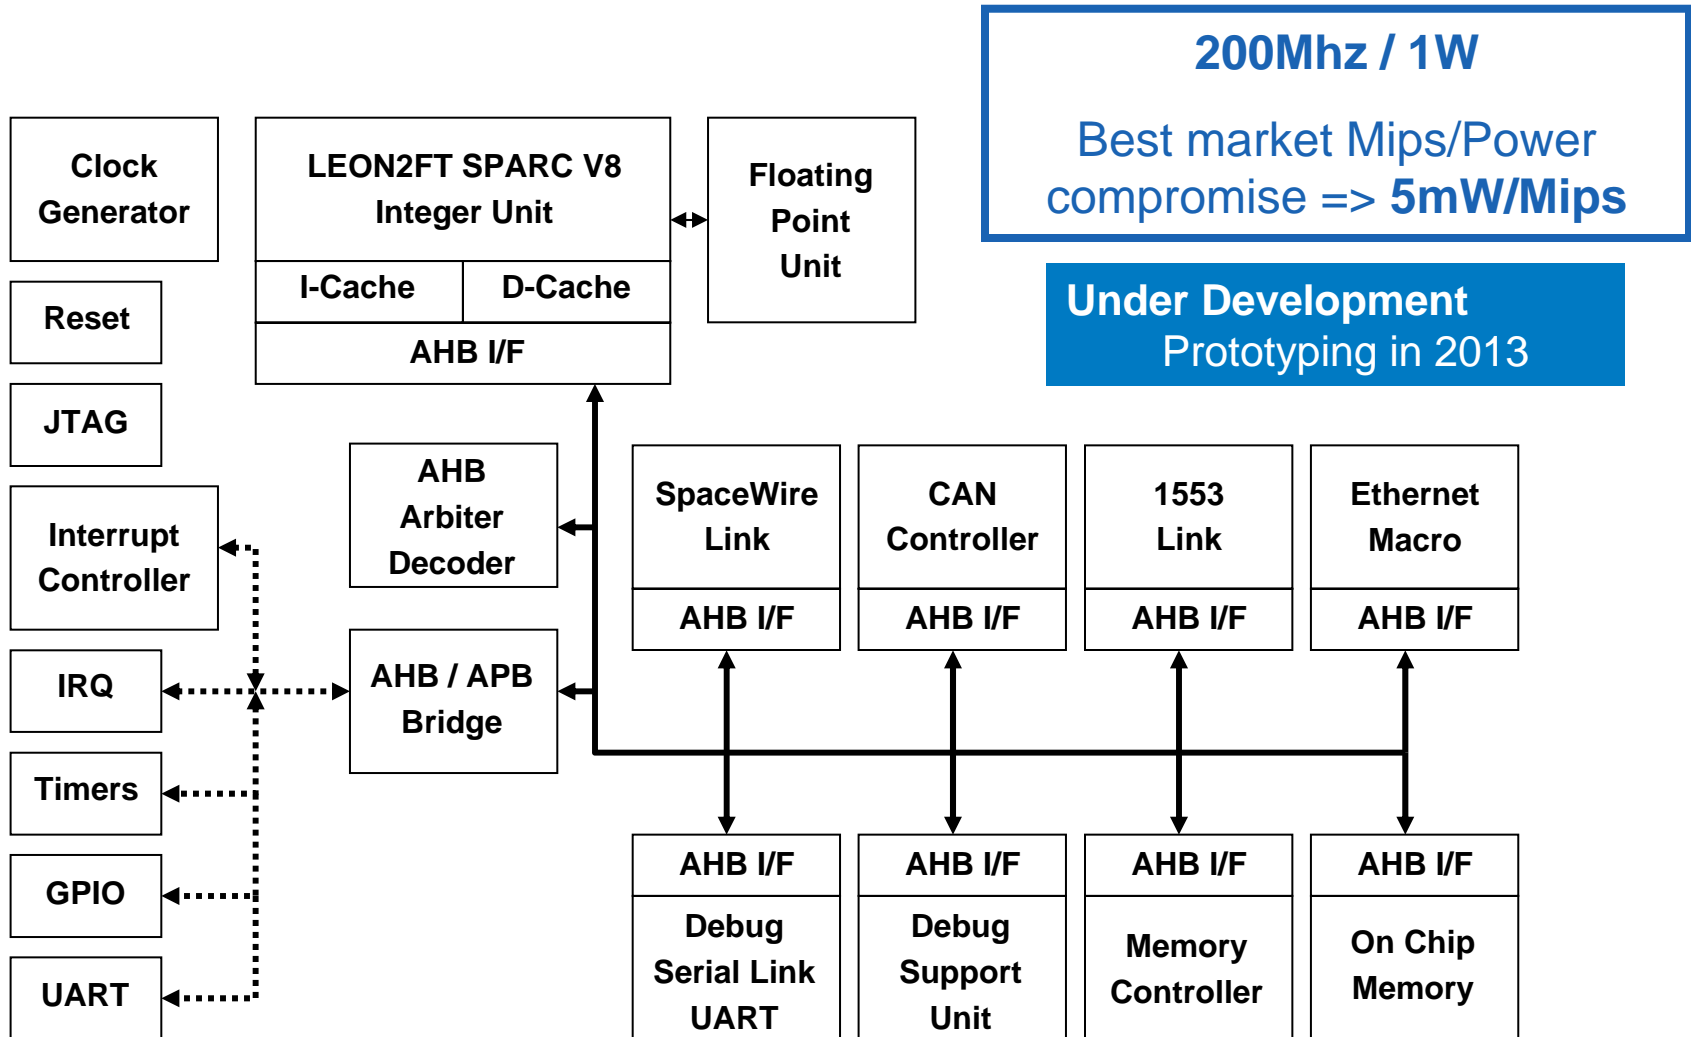 200Mhz / 1W
Best market Mips/Power
compromise => 5mW/Mips
Under Development
Prototyping in 2013
Clock
Generator
LEON2FT SPARC V8
Integer Unit
I-Cache
D-Cache
AHB I/F
Floating
Point
Unit
Reset
JTAG
Interrupt
Controller
IRQ
Timers
GPIO
UART
AHB
Arbiter
Decoder
AHB / APB
Bridge
SpaceWire
Link
AHB I/F
CAN
Controller
AHB I/F
1553
Link
AHB I/F
Ethernet
Macro
AHB I/F
AHB I/F
Debug
Serial Link
UART
AHB I/F
Debug
Support
Unit
AHB I/F
Memory
Controller
AHB I/F
On Chip
Memory